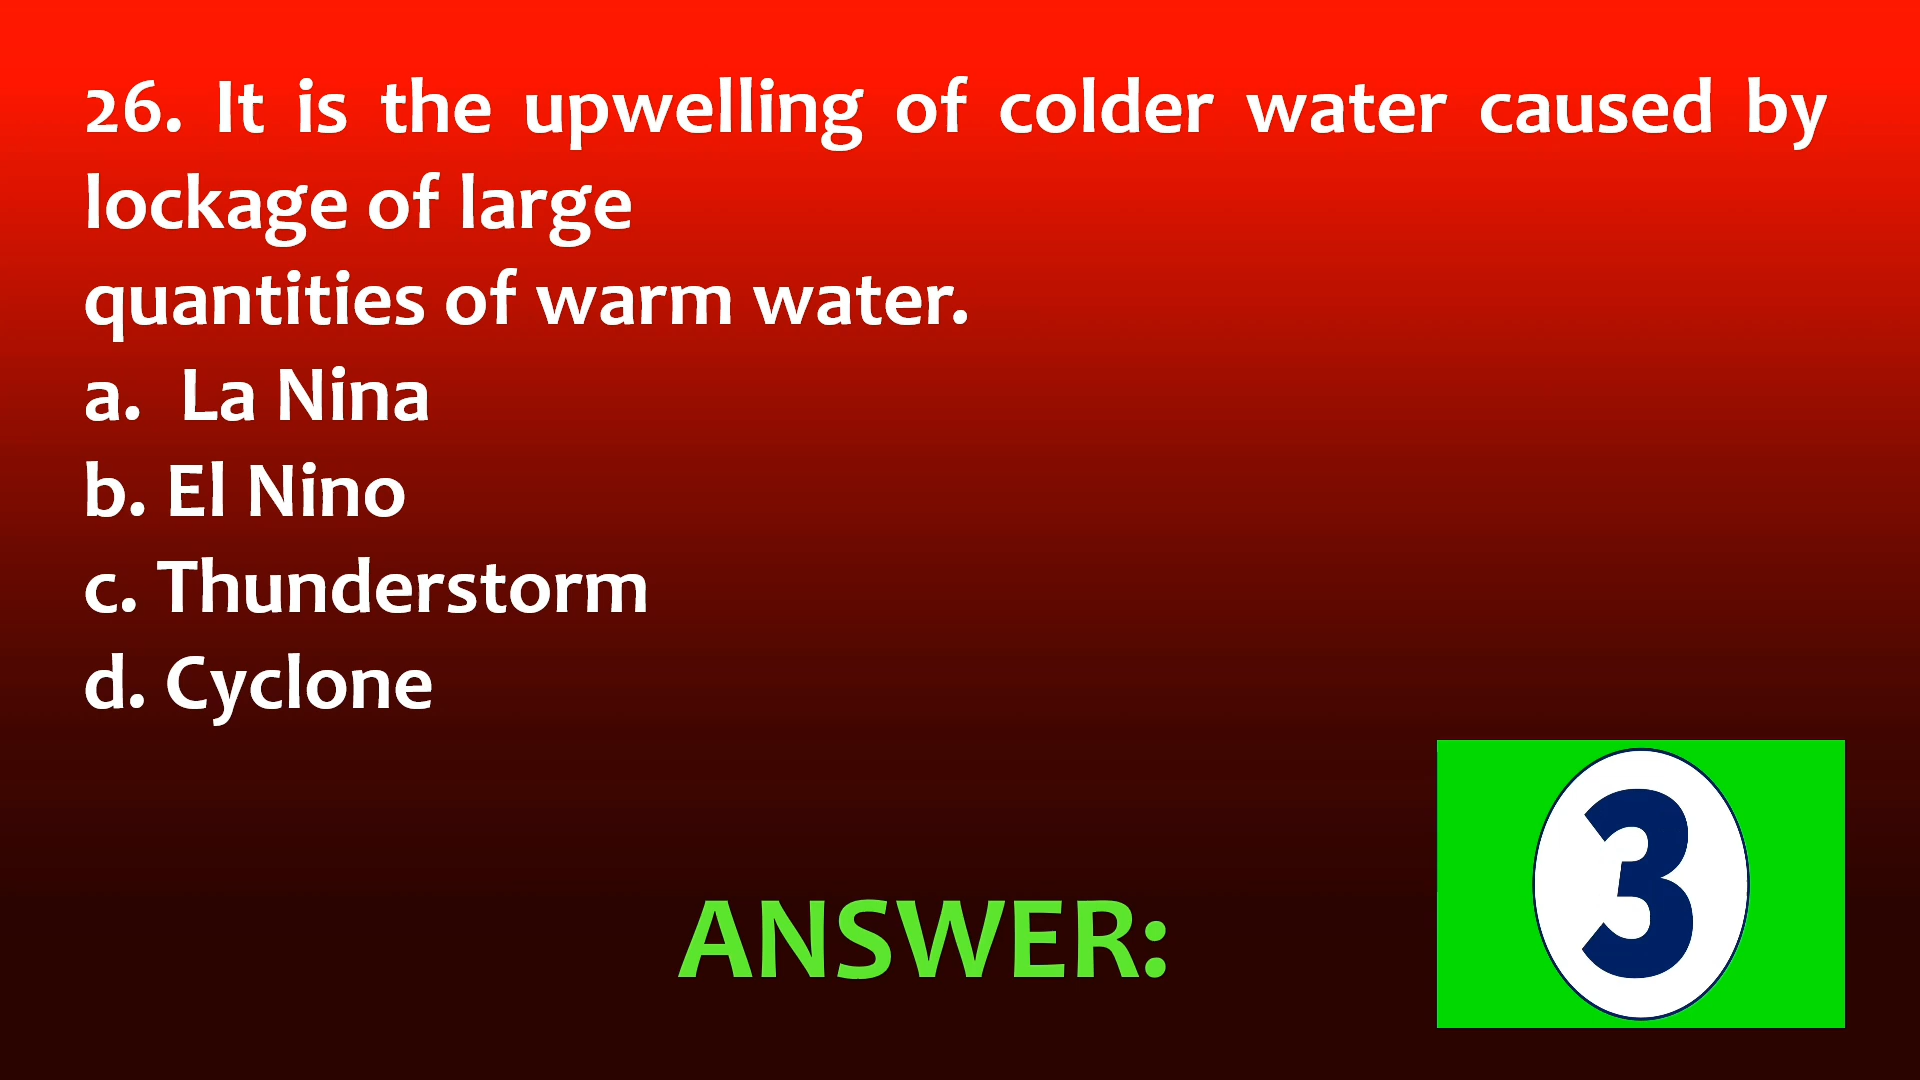 26. It is the upwelling of colder water caused by
lockage of large
quantities of warm water.
a. La Nina
b. El Nino
c. Thunderstorm
d. Cyclone
ANSWER:
3